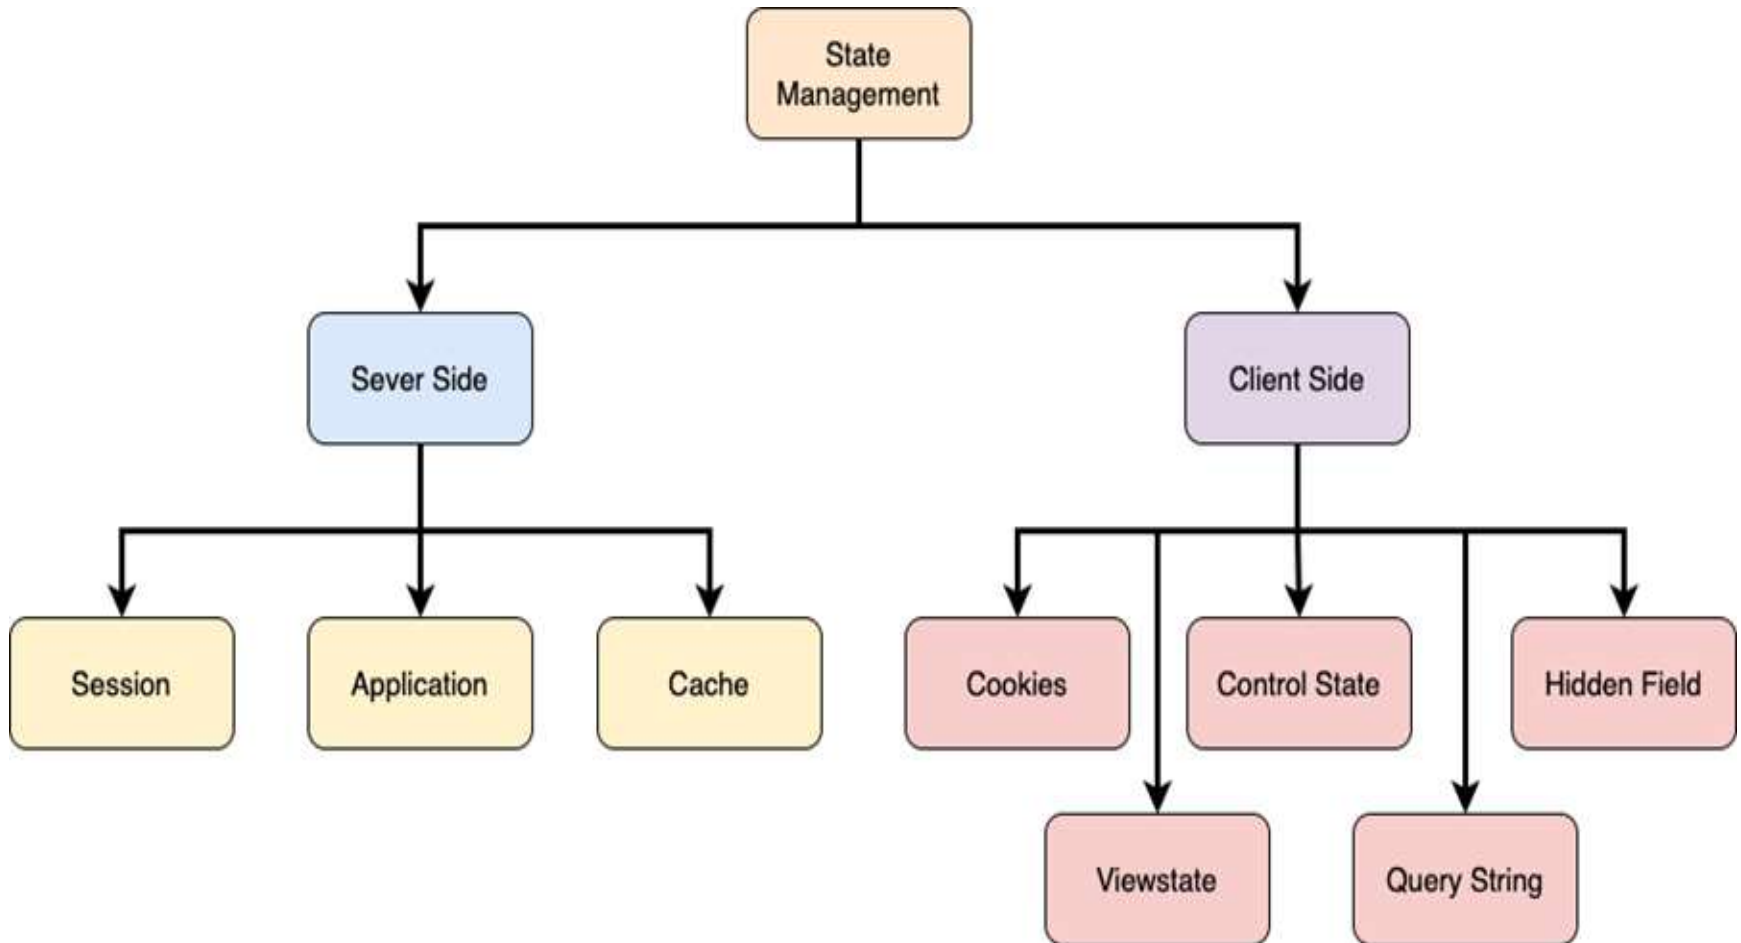 State
Management
Sever Side
Client Side
Session
Application
Cache
Cookies
Control State
Hidden Field
Viewstate
Query String